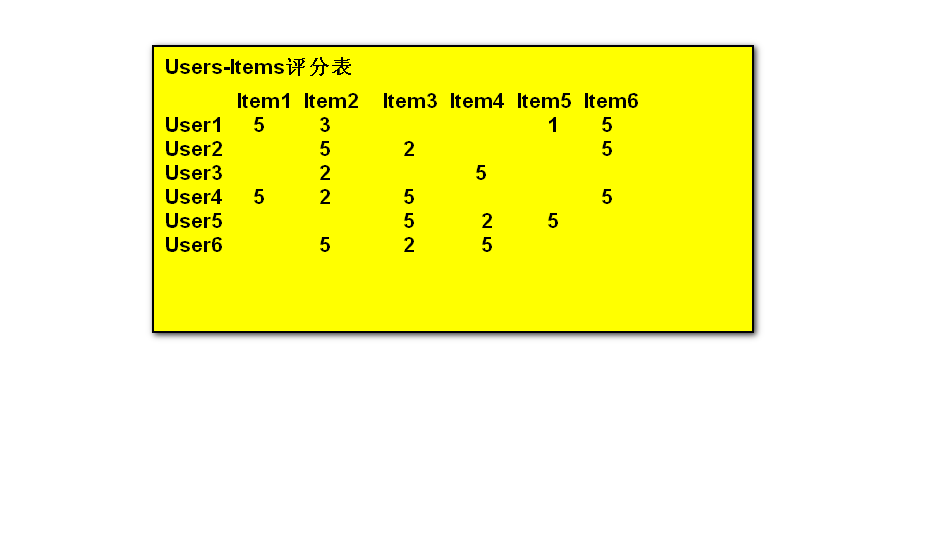 Users-Items评分表
Item1 Item2 Item3 Item4 Item5 Item6
User1 5 3 1 5
User2 5 2 5
User3 2 5
User4 5 2 5 5
User5 5 2 5
User6 5 2 5